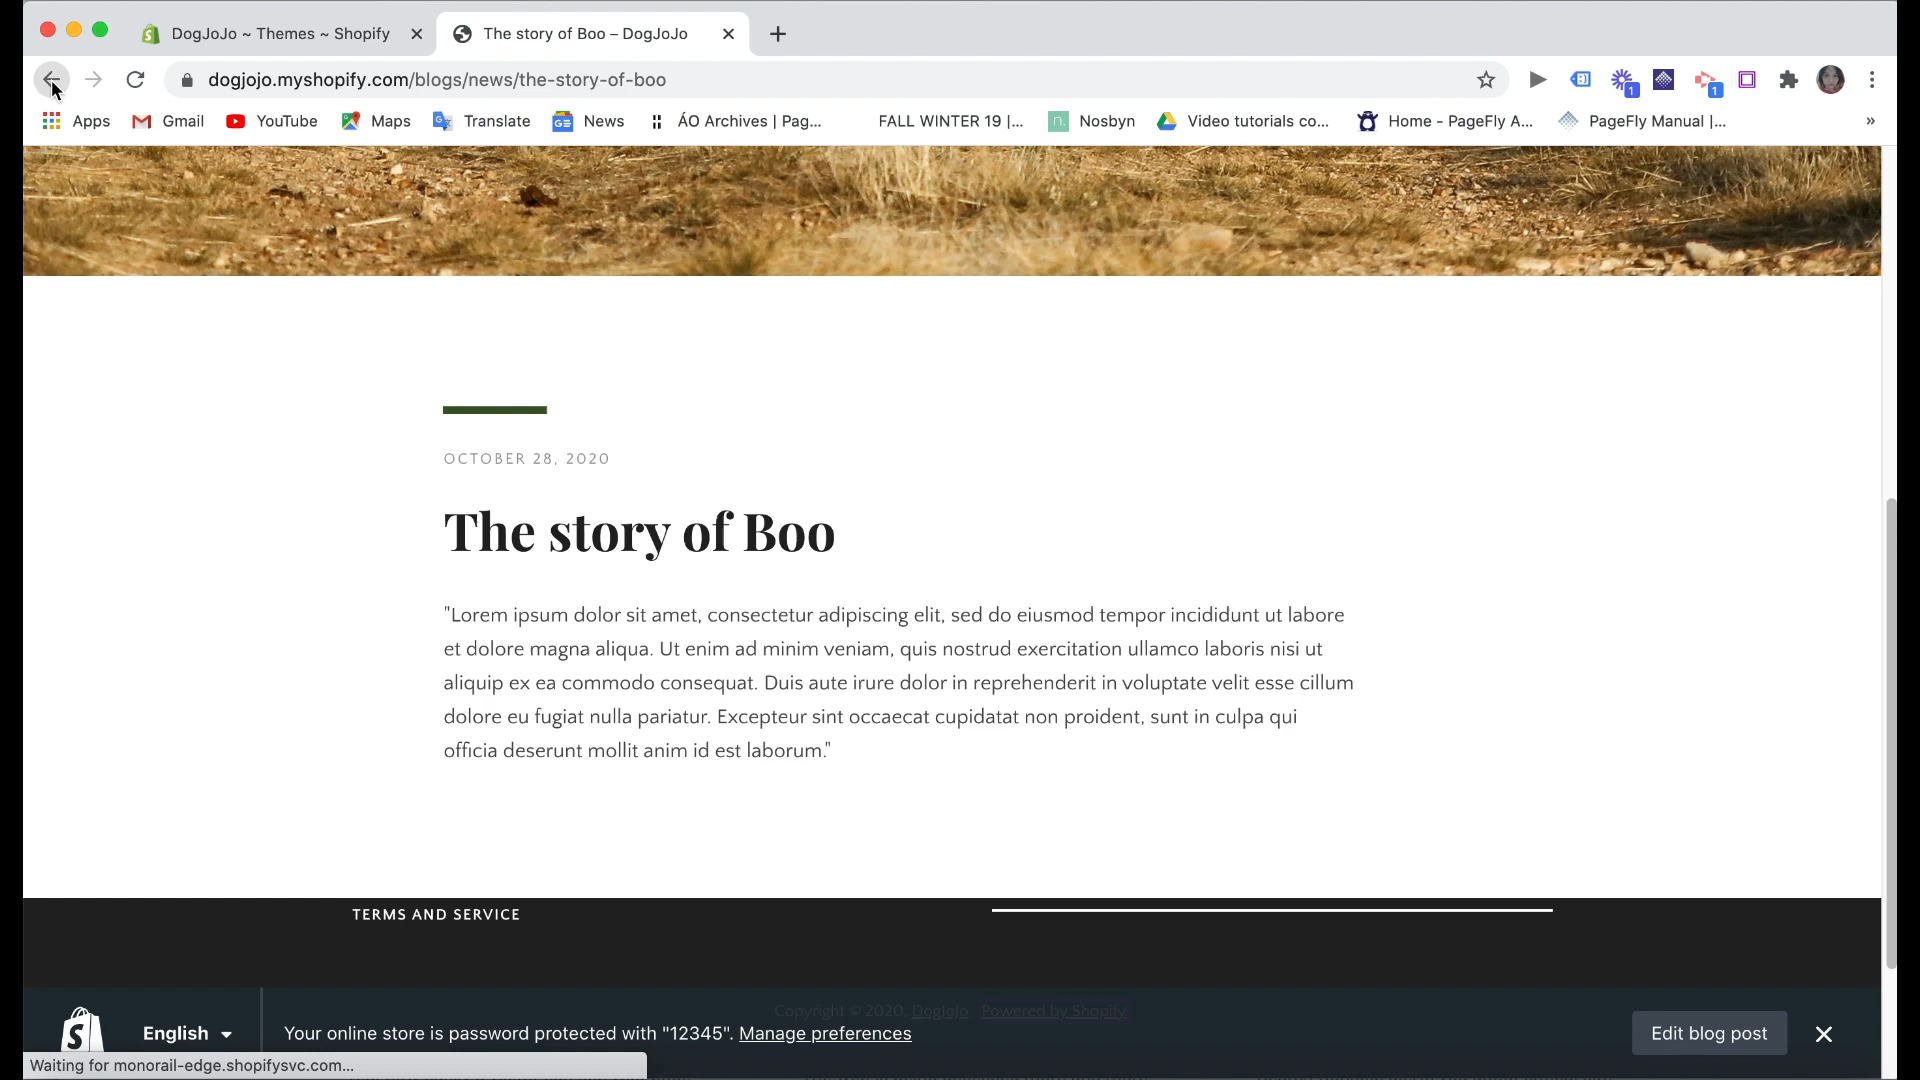 DogJoJo ~ Themes ~ Shopify
The story of Boo – DogJoJo
dogjojo.myshopify.com/blogs/news/the-story-of-boo
1
1
Apps
Gmail
YouTube
Maps
Translate
News
ÁO Archives | Pag...
FALL WINTER 19 |...
n.
Nosbyn
Video tutorials co...
Home - PageFly A...
PageFly Manual |...
»
OCTOBER 28, 2020
The story of Boo
"Lorem ipsum dolor sit amet, consectetur adipiscing elit, sed do eiusmod tempor incididunt ut labore
et dolore magna aliqua. Ut enim ad minim veniam, quis nostrud exercitation ullamco laboris nisi ut
aliquip ex ea commodo consequat. Duis aute irure dolor in reprehenderit in voluptate velit esse cillum
dolore eu fugiat nulla pariatur. Excepteur sint occaecat cupidatat non proident, sunt in culpa qui
officia deserunt mollit anim id est laborum."
TERMS AND SERVICE
Copyright © 2020, DogJoJo Powered by Shopify
English
Your online store is password protected with "12345". Manage preferences
Edit blog post
Waiting for monorail-edge.shopifysvc.com...